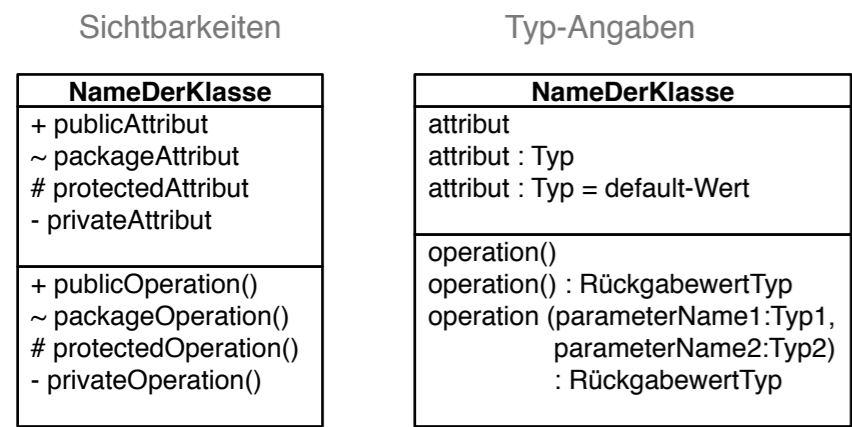 Sichtbarkeiten
NameDerKlasse
+ publicAttribut
~ packageAttribut
# protectedAttribut
- privateAttribut
+ publicOperation()
~ packageOperation()
# protectedOperation()
- privateOperation()
Typ-Angaben
NameDerKlasse
attribut
attribut : Typ
attribut : Typ = default-Wert
operation()
operation() : RückgabewertTyp
operation (parameterName1:Typ1,
parameterName2:Typ2)
: RückgabewertTyp